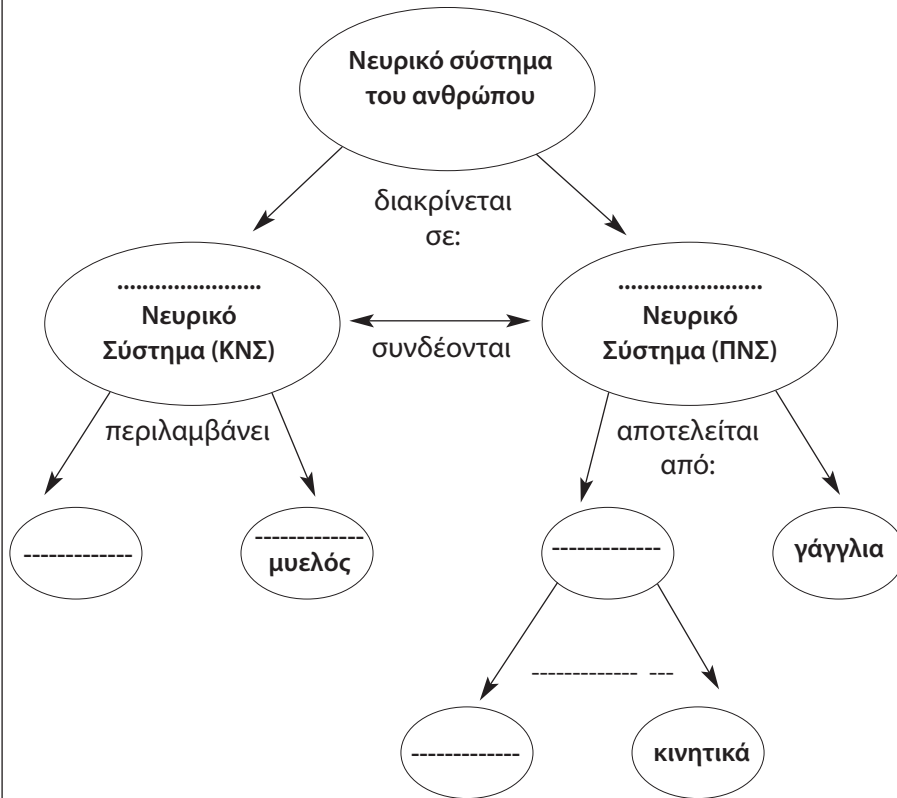 Νευρικό σύστημα
του ανθρώπου
διακρίνεται
σε:
........................
Νευρικό
Σύστημα (ΚΝΣ)
συνδέονται
........................
Νευρικό
Σύστημα (ΠΝΣ)
περιλαμβάνει
αποτελείται
από:
-------------
-------------
μυελός
-------------
γάγγλια
------------- ---
-------------
κινητικά